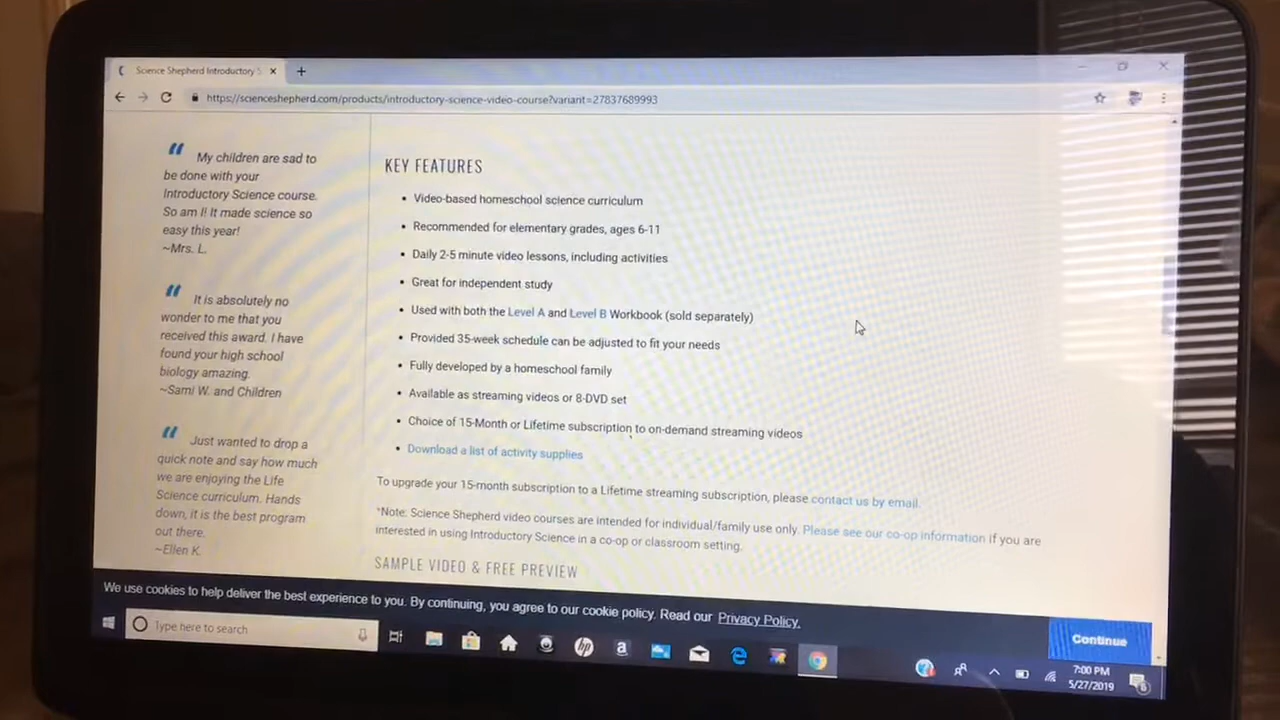 Science Shepherd Introductory S
https://scienceshepherd.com/products/introductory-science-video-course?variant=27837689993
“ My children are sad to
be done with your
Introductory Science course.
So am I! It made science so
easy this year!
~Mrs. L.
“ It is absolutely no
wonder to me that you
received this award. I have
found your high school
biology amazing.
~Sami W. and Children
“ Just wanted to drop a
quick note and say how much
we are enjoying the Life
Science curriculum. Hands
down, it is the best program
out there.
~Ellen K.
KEY FEATURES
• Video-based homeschool science curriculum
• Recommended for elementary grades, ages 6-11
• Daily 2-5 minute video lessons, including activities
• Great for independent study
• Used with both the Level A and Level B Workbook (sold separately)
• Provided 35-week schedule can be adjusted to fit your needs
• Fully developed by a homeschool family
• Available as streaming videos or 8-DVD set
• Choice of 15-Month or Lifetime subscription to on-demand streaming videos
• Download a list of activity supplies
To upgrade your 15-month subscription to a Lifetime streaming subscription, please contact us by email.
*Note: Science Shepherd video courses are intended for individual/family use only. Please see our co-op information if you are
interested in using Introductory Science in a co-op or classroom setting.
SAMPLE VIDEO & FREE PREVIEW
We use cookies to help deliver the best experience to you. By continuing, you agree to our cookie policy. Read our Privacy Policy.
Continue
Type here to search
hp
a
7:00 PM
5/27/2019